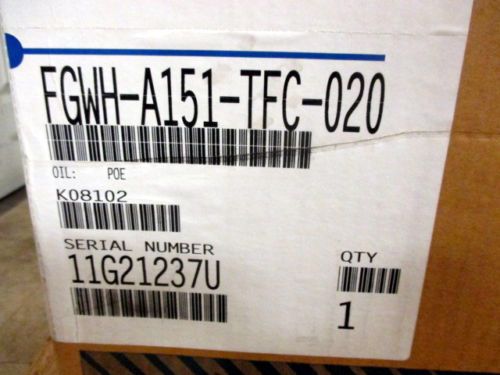 FGWH-A151-TFC-020
OIL: POE
K08102
SERIAL NUMBER
11G21237U
QTY
1